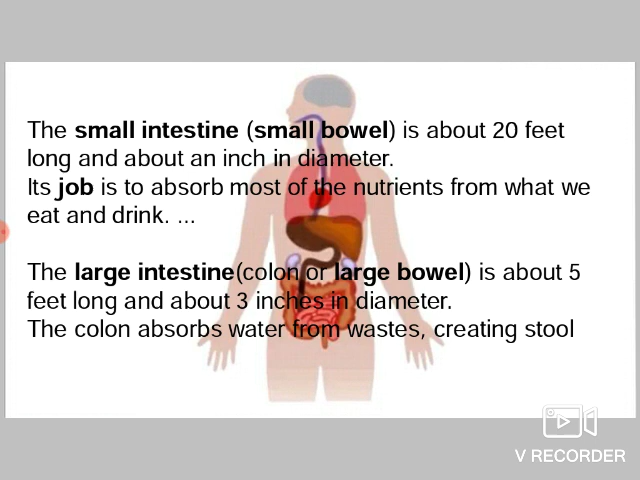 The small intestine (small bowel) is about 20 feet
long and about an inch in diameter.
Its job is to absorb most of the nutrients from what we
eat and drink. ...
The large intestine(colon or large bowel) is about 5
feet long and about 3 inches in diameter.
The colon absorbs water from wastes, creating stool
V RECORDER